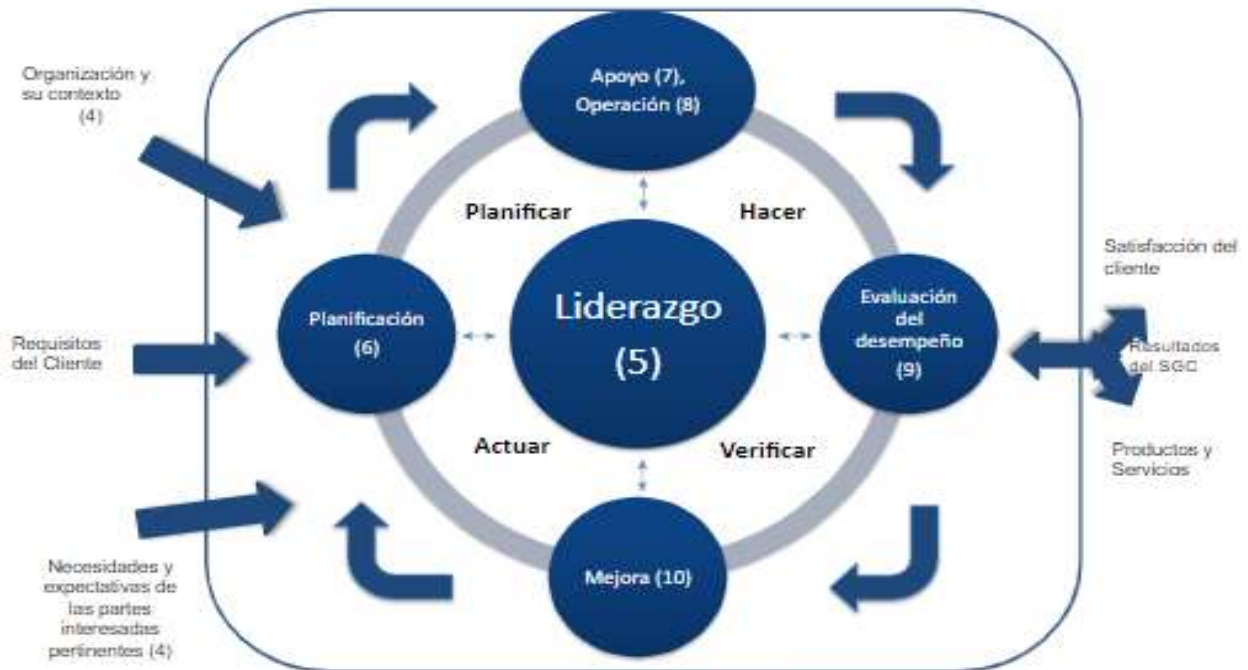 Organización y
su contexto
(4)
Requisitos
del Cliente
Necesidades y
expectativas de
las partes
interesadas
pertinentes (4)
Apoyo (7),
Operación (8)
Planificar
Hacer
Planificación
(6)
Liderazgo
(5)
Evaluación
del
desempeño
(9)
Actuar
Verificar
Mejora (10)
Satisfacción del
cliente
Resultados
del SGC
Productos y
Servicios